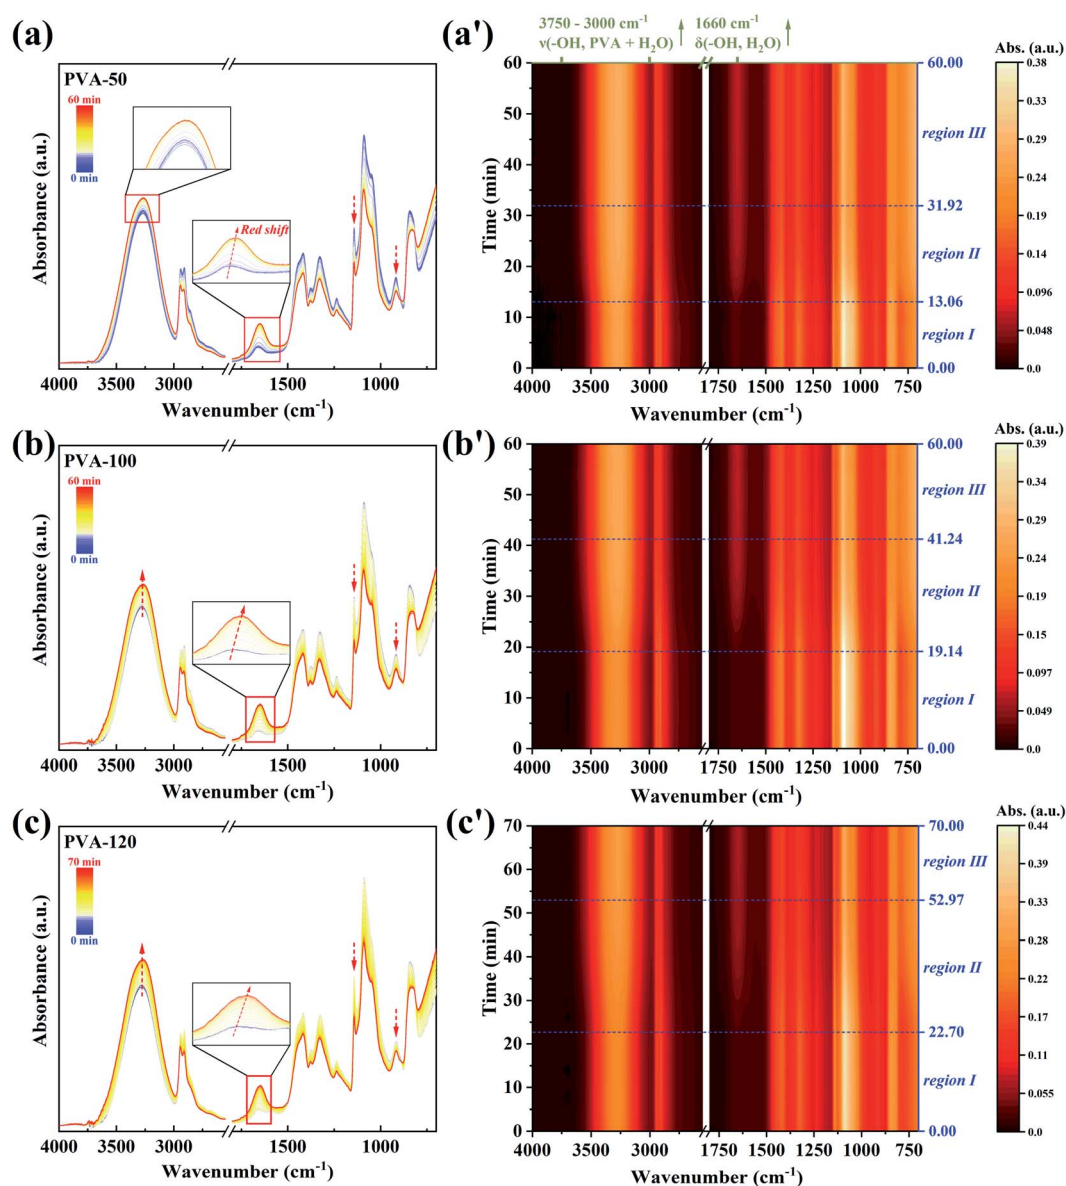 (a)
PVA-50
60 min
0 min
Red shift
Absorbance (a.u.)
4000 3000 1500 1000
Wavenumber (cm-1)
(a')
3750 - 3000 cm-1
ν(-OH, PVA + H2O)
1660 cm-1
δ(-OH, H2O)
Time (min)
60
50
40
30
20
10
0
60.00
region III
31.92
region II
13.06
region I
0.00
4000 3000 1750 1500 1250 1000 750
Wavenumber (cm-1)
Abs. (a.u.)
0.38
0.33
0.29
0.24
0.19
0.14
0.096
0.048
0.0
(b)
PVA-100
60 min
0 min
Absorbance (a.u.)
4000 3000 1500 1000
Wavenumber (cm-1)
(b')
Time (min)
60
50
40
30
20
10
0
60.00
region III
41.24
region II
19.14
region I
0.00
4000 3000 1750 1500 1250 1000 750
Wavenumber (cm-1)
Abs. (a.u.)
0.39
0.34
0.29
0.24
0.19
0.15
0.097
0.049
0.0
(c)
PVA-120
70 min
0 min
Absorbance (a.u.)
4000 3000 1500 1000
Wavenumber (cm-1)
(c')
Time (min)
70
60
50
40
30
20
10
0
70.00
region III
52.97
region II
22.70
region I
0.00
4000 3000 1750 1500 1250 1000 750
Wavenumber (cm-1)
Abs. (a.u.)
0.44
0.38
0.33
0.27
0.22
0.16
0.11
0.055
0.0